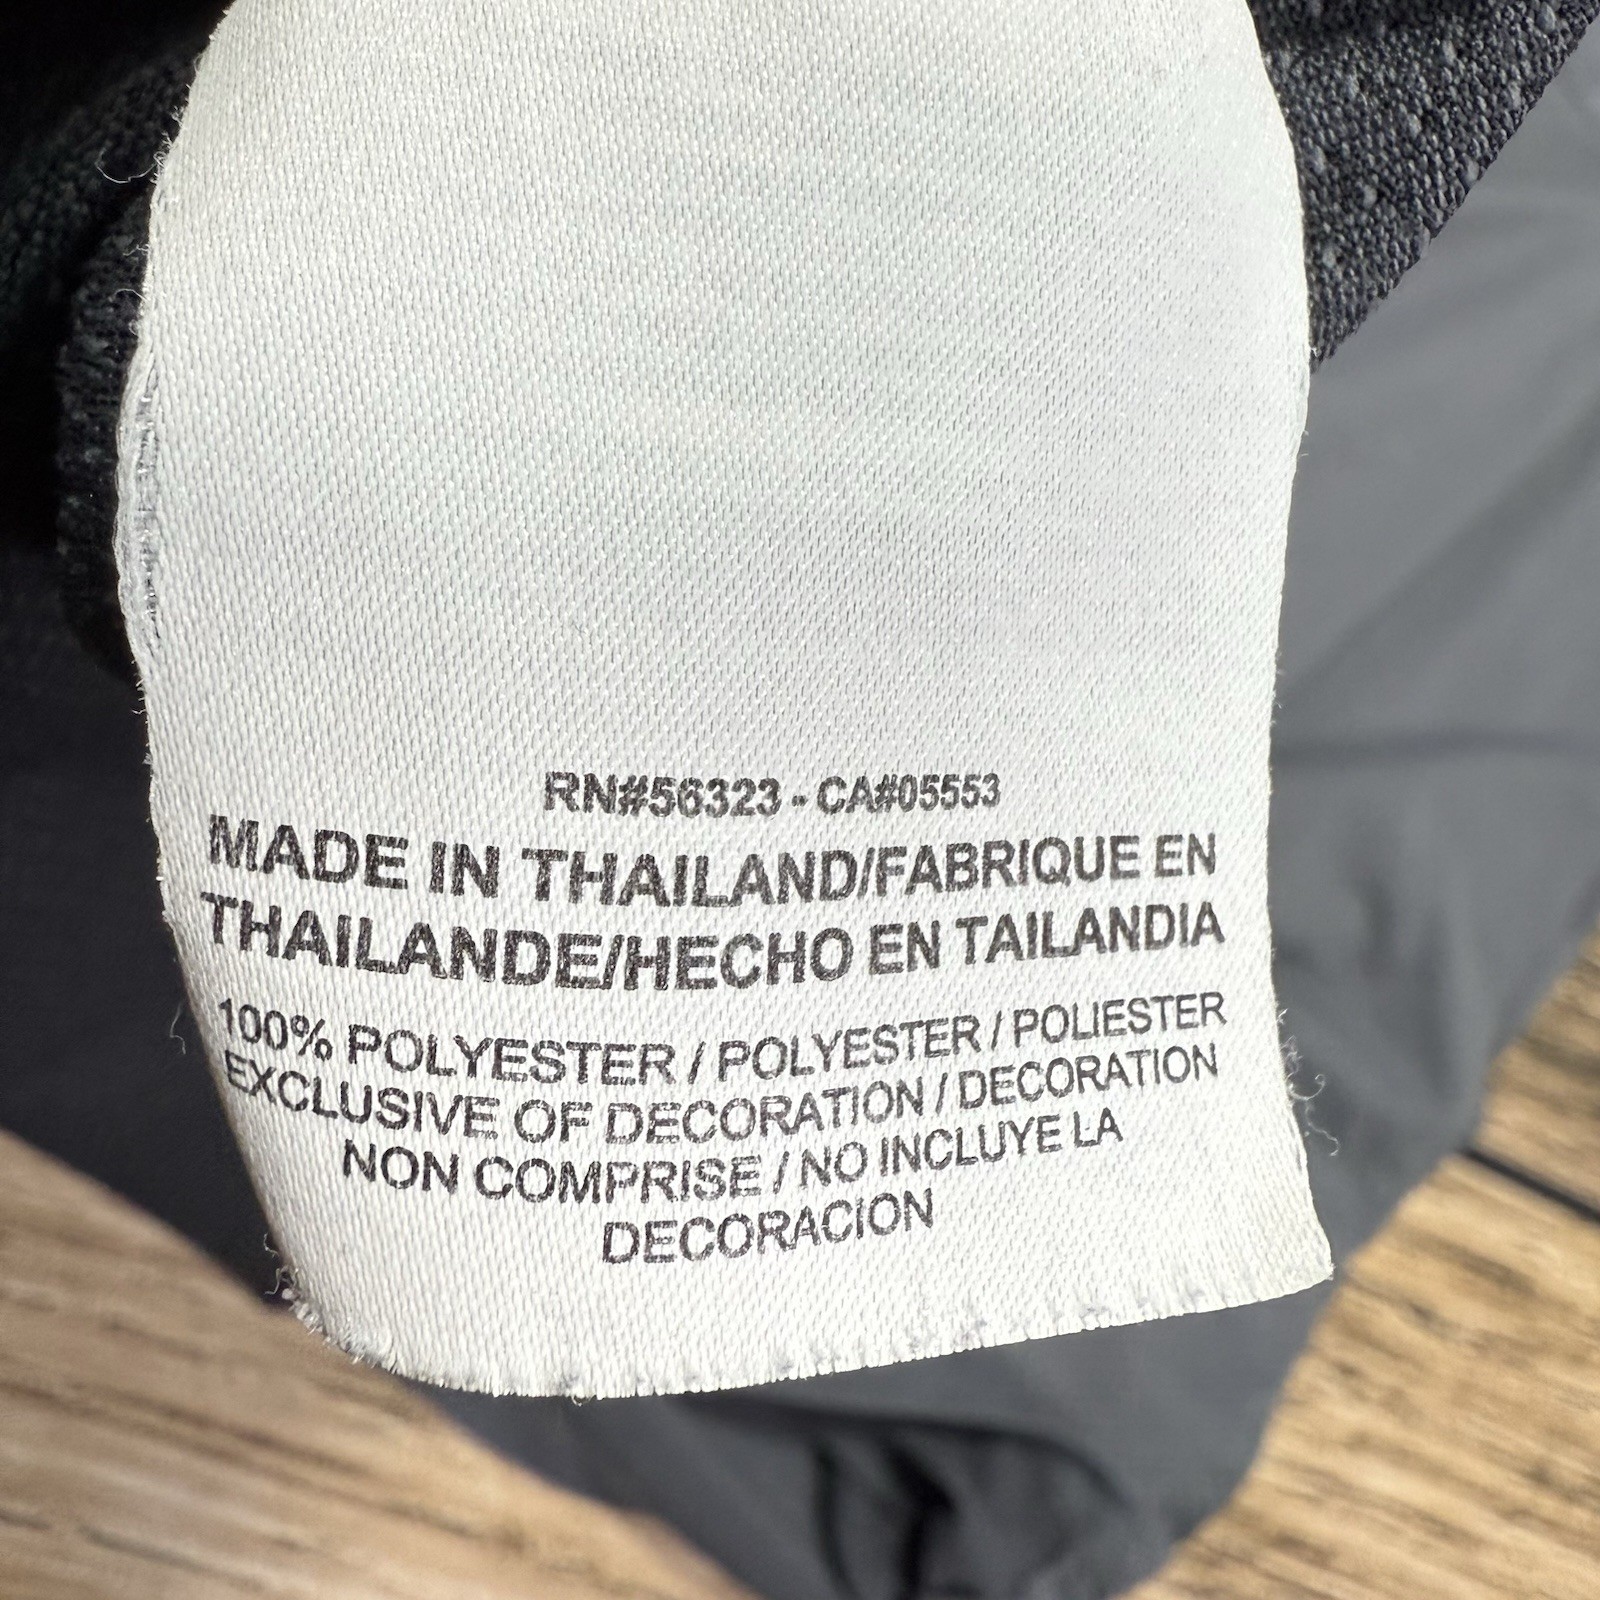 RN#56323 - CA#05553
MADE IN THAILAND/FABRIQUE EN
THAILANDE/HECHO EN TAILANDIA
100% POLYESTER / POLYESTER / POLIESTER
EXCLUSIVE OF DECORATION / DECORATION
NON COMPRISE / NO INCLUYE LA
DECORACION